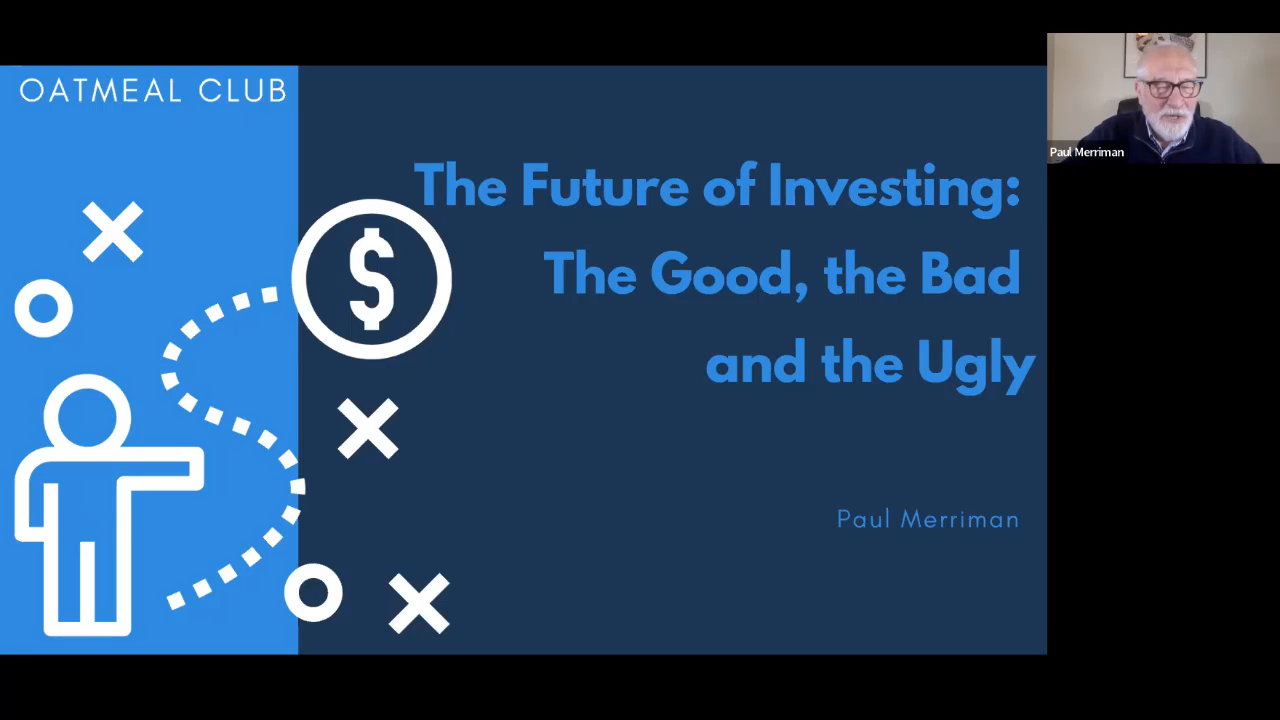 OATMEAL CLUB
The Future of Investing:
The Good, the Bad
and the Ugly
$
Paul Merriman
Paul Merriman